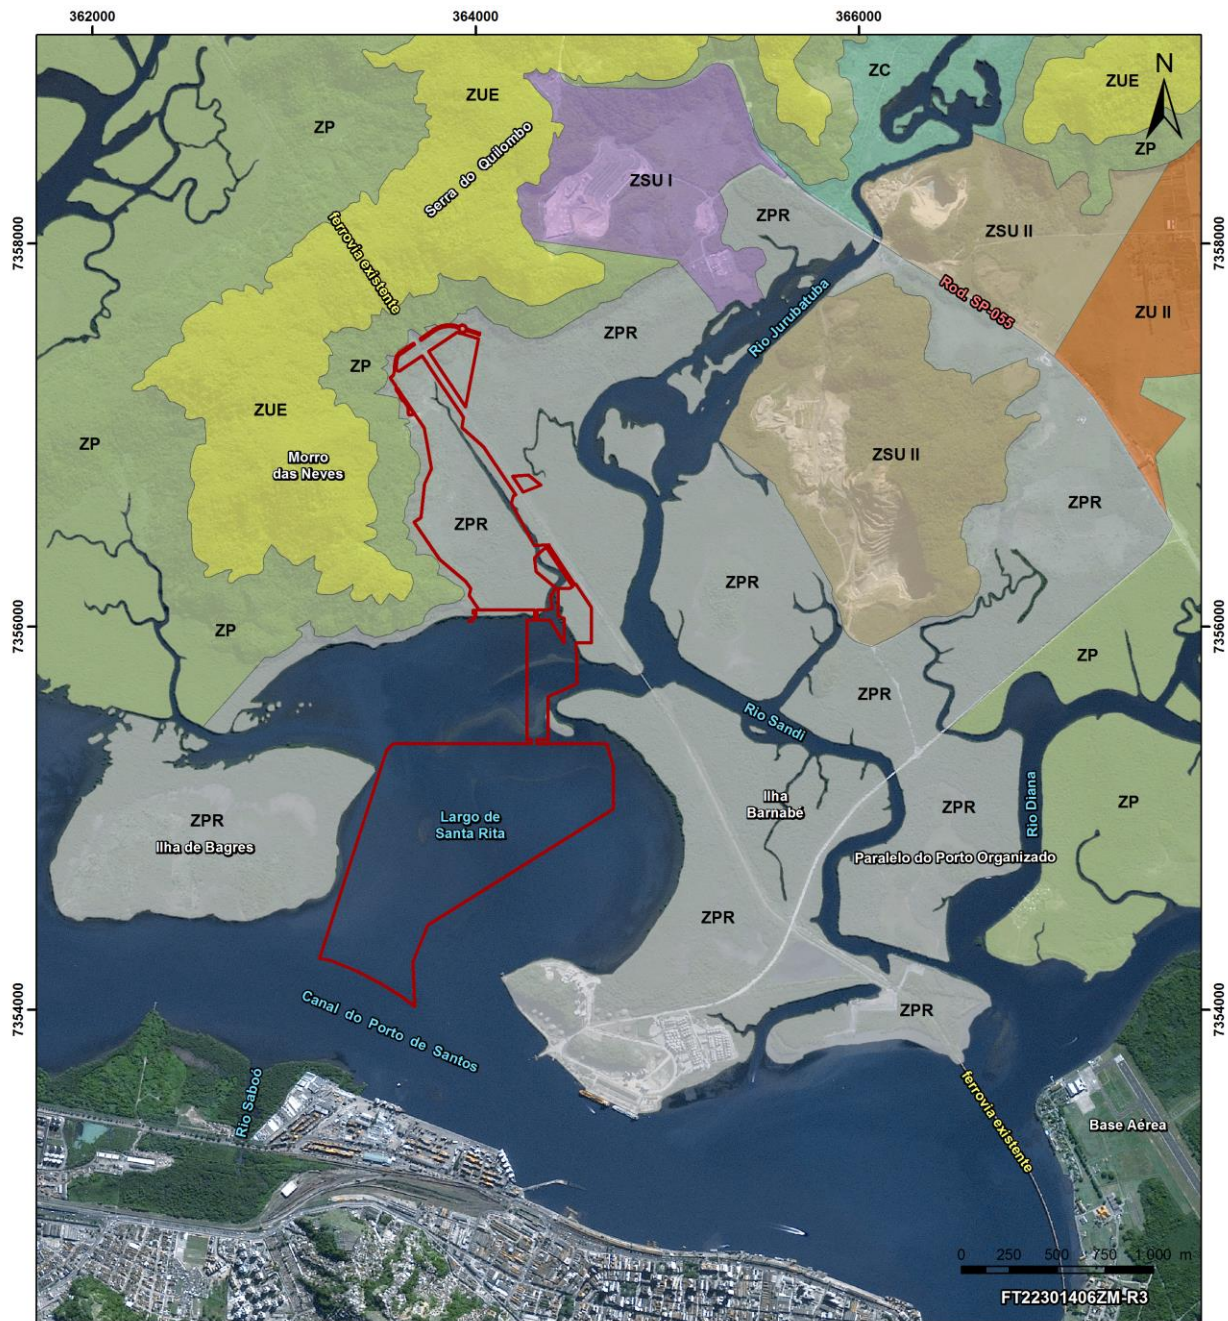 362000
364000
366000
ZC
ZUE
N
ZUE
ZP
ZP
Serra do Quilombo
ZSU I
ZPR
ZSU II
7358000
7358000
ferrovia existente
Rod. SP-055
Rio Jurubatuba
ZU II
ZPR
ZP
ZUE
ZP
Morro
das Neves
ZSU II
ZPR
ZPR
ZPR
7356000
7356000
ZP
ZP
ZPR
Rio Sandi
Ilha
Barnabé
ZPR
Rio Diana
ZP
ZPR
Ilha de Bagres
Largo de
Santa Rita
Paralelo do Porto Organizado
ZPR
7354000
7354000
ZPR
Canal do Porto de Santos
Rio Saboó
ferrovia existente
Base Aérea
0 250 500 750 1.000 m
FT22301406ZM-R3